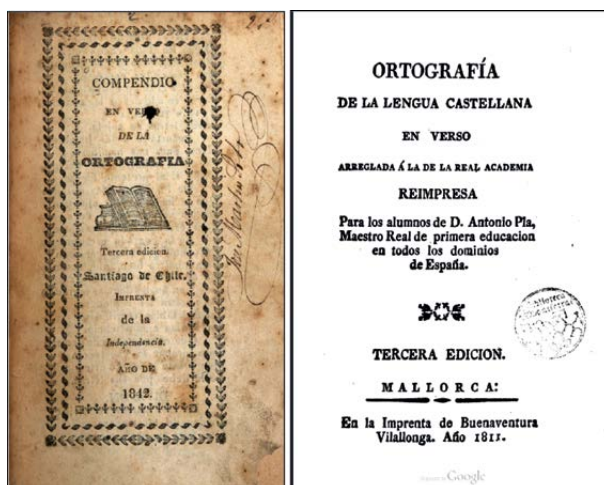 COMPENDIO
EN VERSO
DE LA
ORTOGRAFIA
Tercera edicion.
Santiago de Chile.
IMPRENTA
de la
Independencia.
AÑO DE
1842.
ORTOGRAFÍA
DE LA LENGUA CASTELLANA
EN VERSO
ARREGLADA Á LA DE LA REAL ACADEMIA
REIMPRESA
Para los alumnos de D. Antonio Pla,
Maestro Real de primera educacion
en todos los dominios
de España.
TERCERA EDICION.
MALLORCA:
En la Imprenta de Buenaventura
Vilallonga. Año 1811.
Google